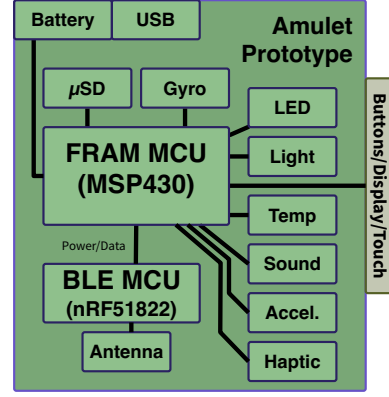 Battery
USB
Amulet
Prototype
μSD
Gyro
LED
FRAM MCU
(MSP430)
Light
Buttons/Display/Touch
Temp
Power/Data
Sound
BLE MCU
(nRF51822)
Accel.
Antenna
Haptic